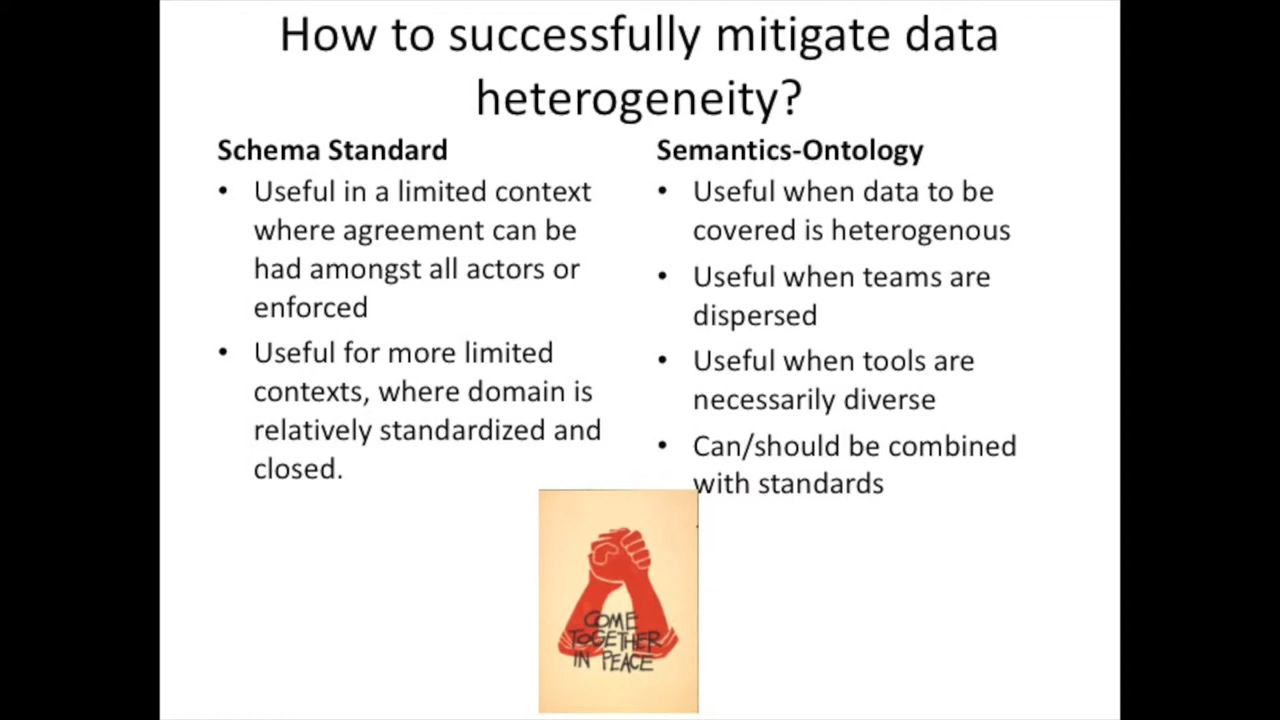 How to successfully mitigate data
heterogeneity?
Schema Standard
• Useful in a limited context
where agreement can be
had amongst all actors or
enforced
• Useful for more limited
contexts, where domain is
relatively standardized and
closed.
Semantics-Ontology
• Useful when data to be
covered is heterogenous
• Useful when teams are
dispersed
• Useful when tools are
necessarily diverse
• Can/should be combined
with standards
COME
TOGETHER
IN PEACE